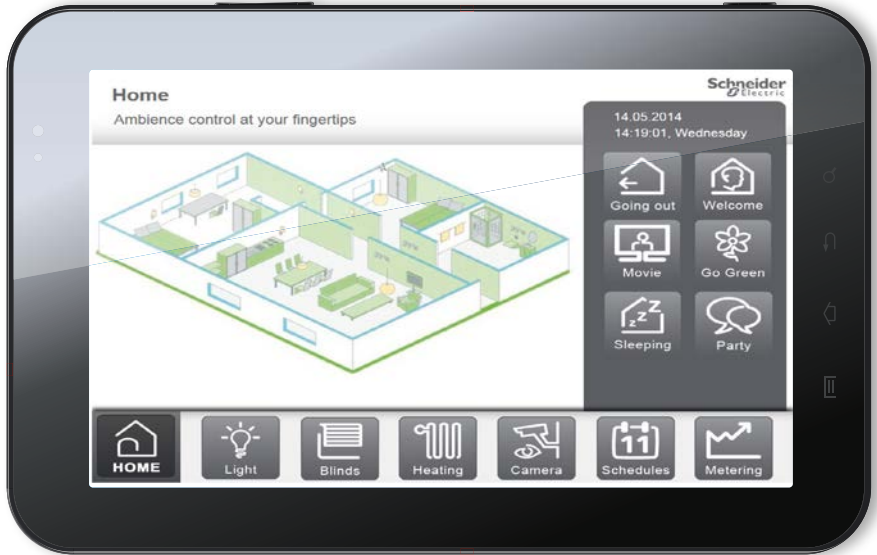 Home
Ambience control at your fingertips
Schneider
Electric
14.05.2014
14:19:01, Wednesday
Going out
Welcome
Movie
Go Green
zzZ
Sleeping
Party
HOME
Light
Blinds
Heating
Camera
11
Schedules
Metering